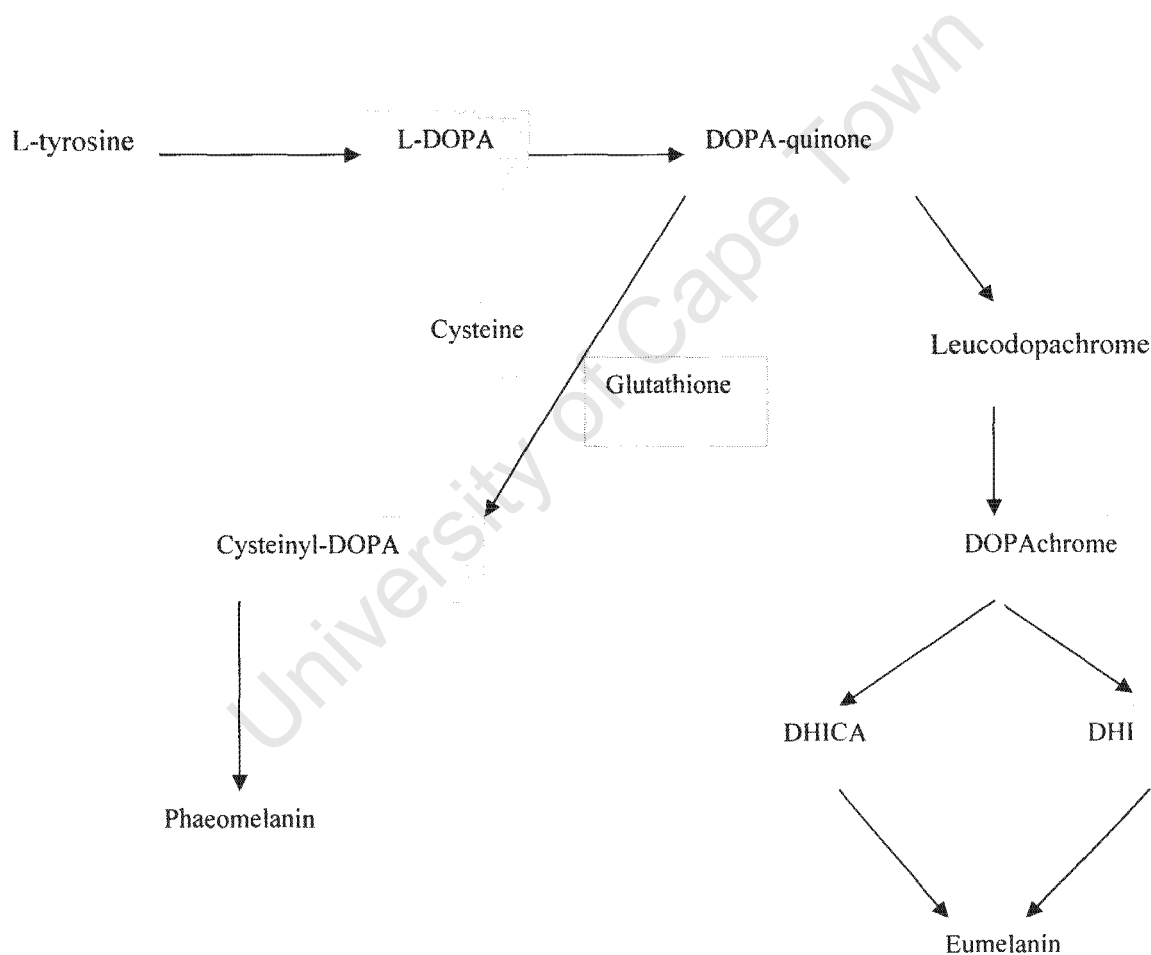 L-tyrosine L-DOPA DOPA-quinone
Cysteine
Leucodopachrome
Glutathione
Cysteinyl-DOPA DOPAchrome
DHICA DHI
Phaeomelanin
Eumelanin
University of Cape Town